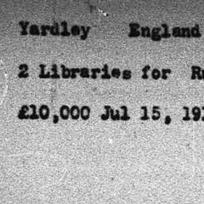 Yardley England
2 Libraries for
£10,000 Jul 15,